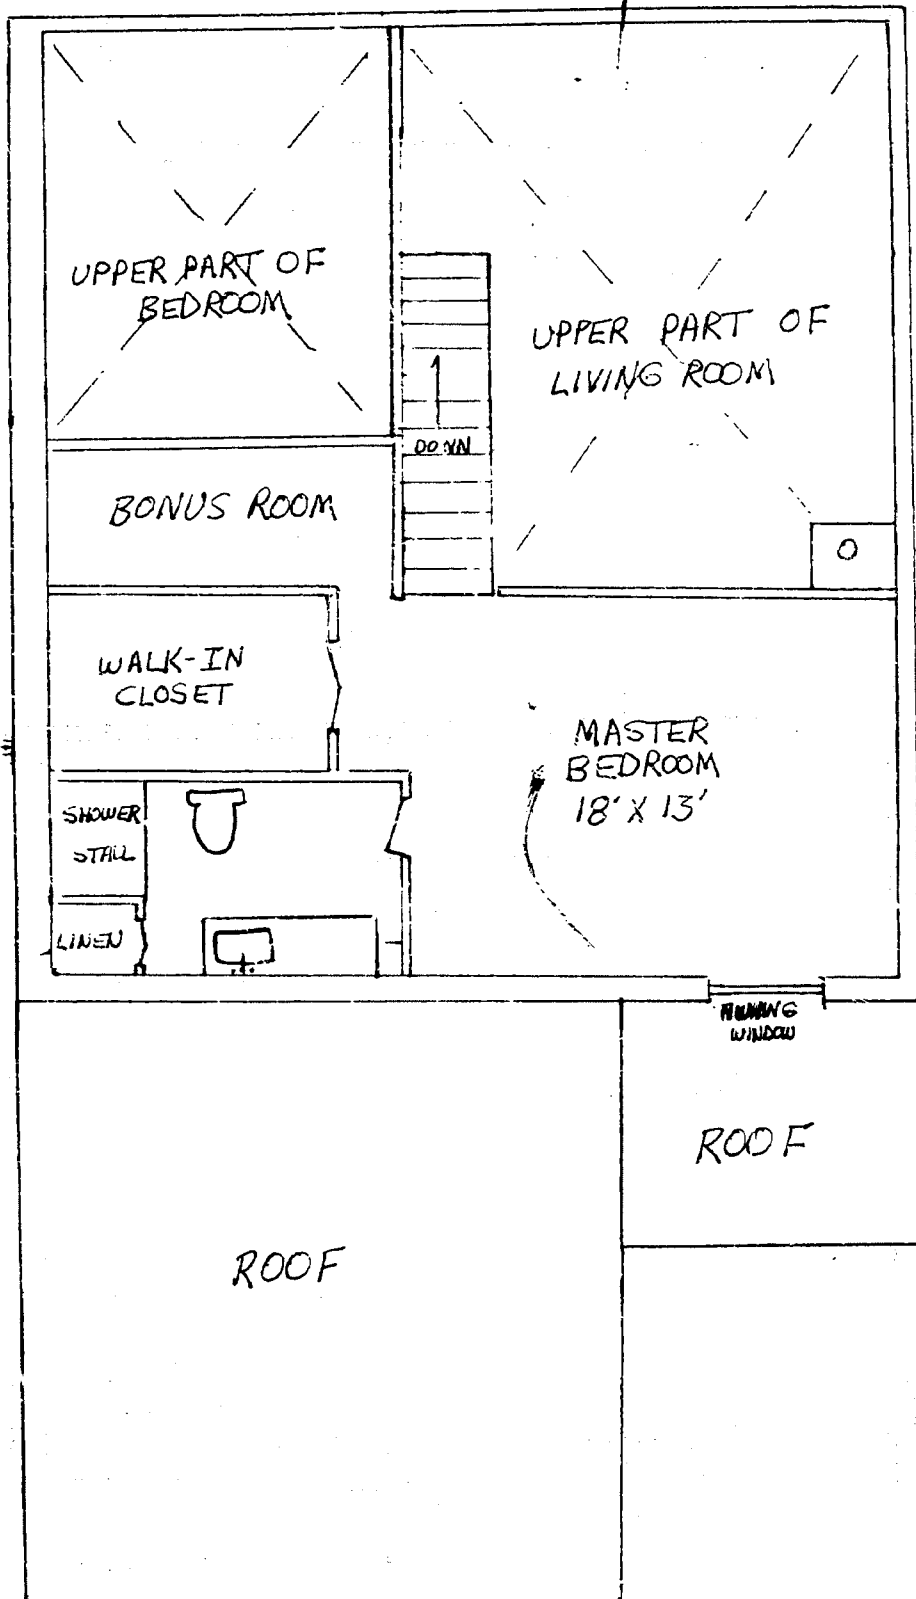 UPPER PART OF
BEDROOM
UPPER PART OF
LIVING ROOM
DOWN
BONUS ROOM
O
WALK-IN
CLOSET
MASTER
BEDROOM
18' X 13'
SHOWER
STALL
LINEN
WINDOW
ROOF
ROOF